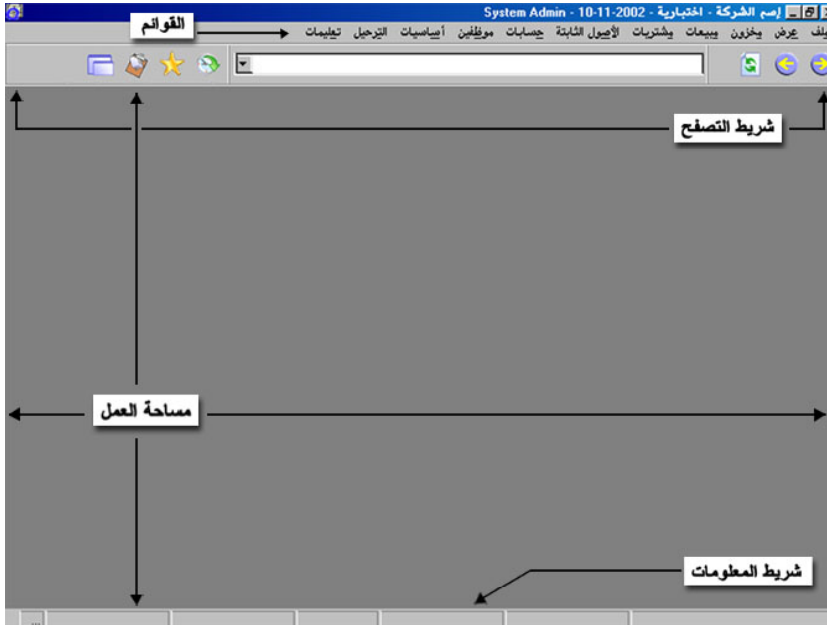 إسم الشركة - اختبارية - System Admin - 10-11-2002
ملف عرض مخزون مبيعات مشتريات الأصول الثابتة حسابات موظفين أساسيات الترحيل تعليمات
القوائم
شريط التصفح
مساحة العمل
شريط المعلومات
...